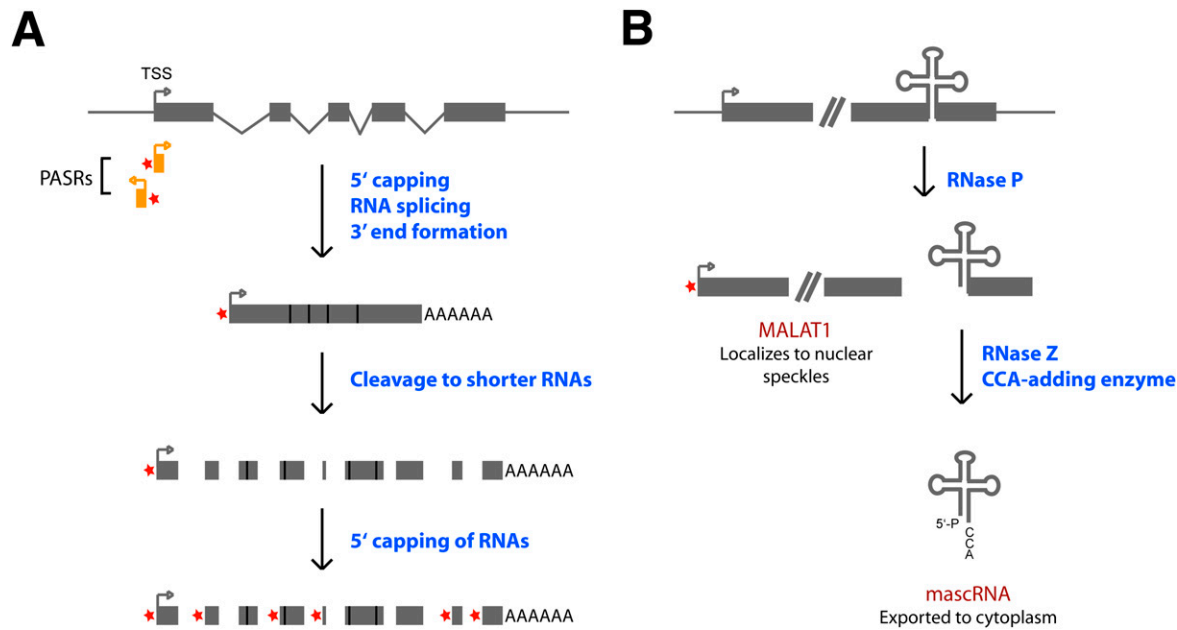 A
TSS
PASRs
5' capping
RNA splicing
3' end formation
AAAAAA
Cleavage to shorter RNAs
AAAAAA
5' capping of RNAs
AAAAAA
B
RNase P
MALAT1
Localizes to nuclear
speckles
RNase Z
CCA-adding enzyme
5'-P
C
C
A
mascRNA
Exported to cytoplasm